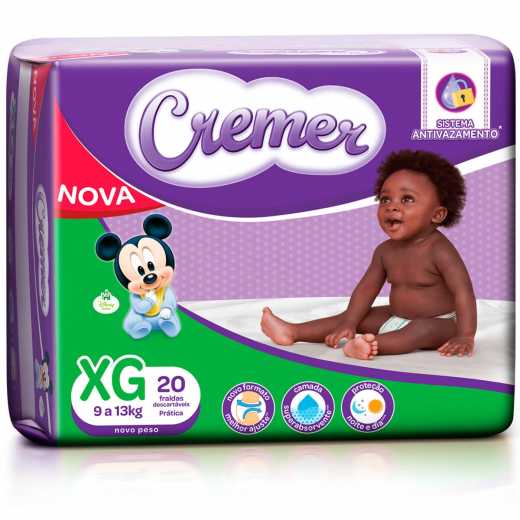 Cremer
SISTEMA
ANTIVAZAMENTO*
NOVA
Disney
XG
9 a 13kg
novo peso
20
fraldas
descartáveis
Prática
novo formato
melhor ajuste
camada
superabsorvente
proteção
noite e dia